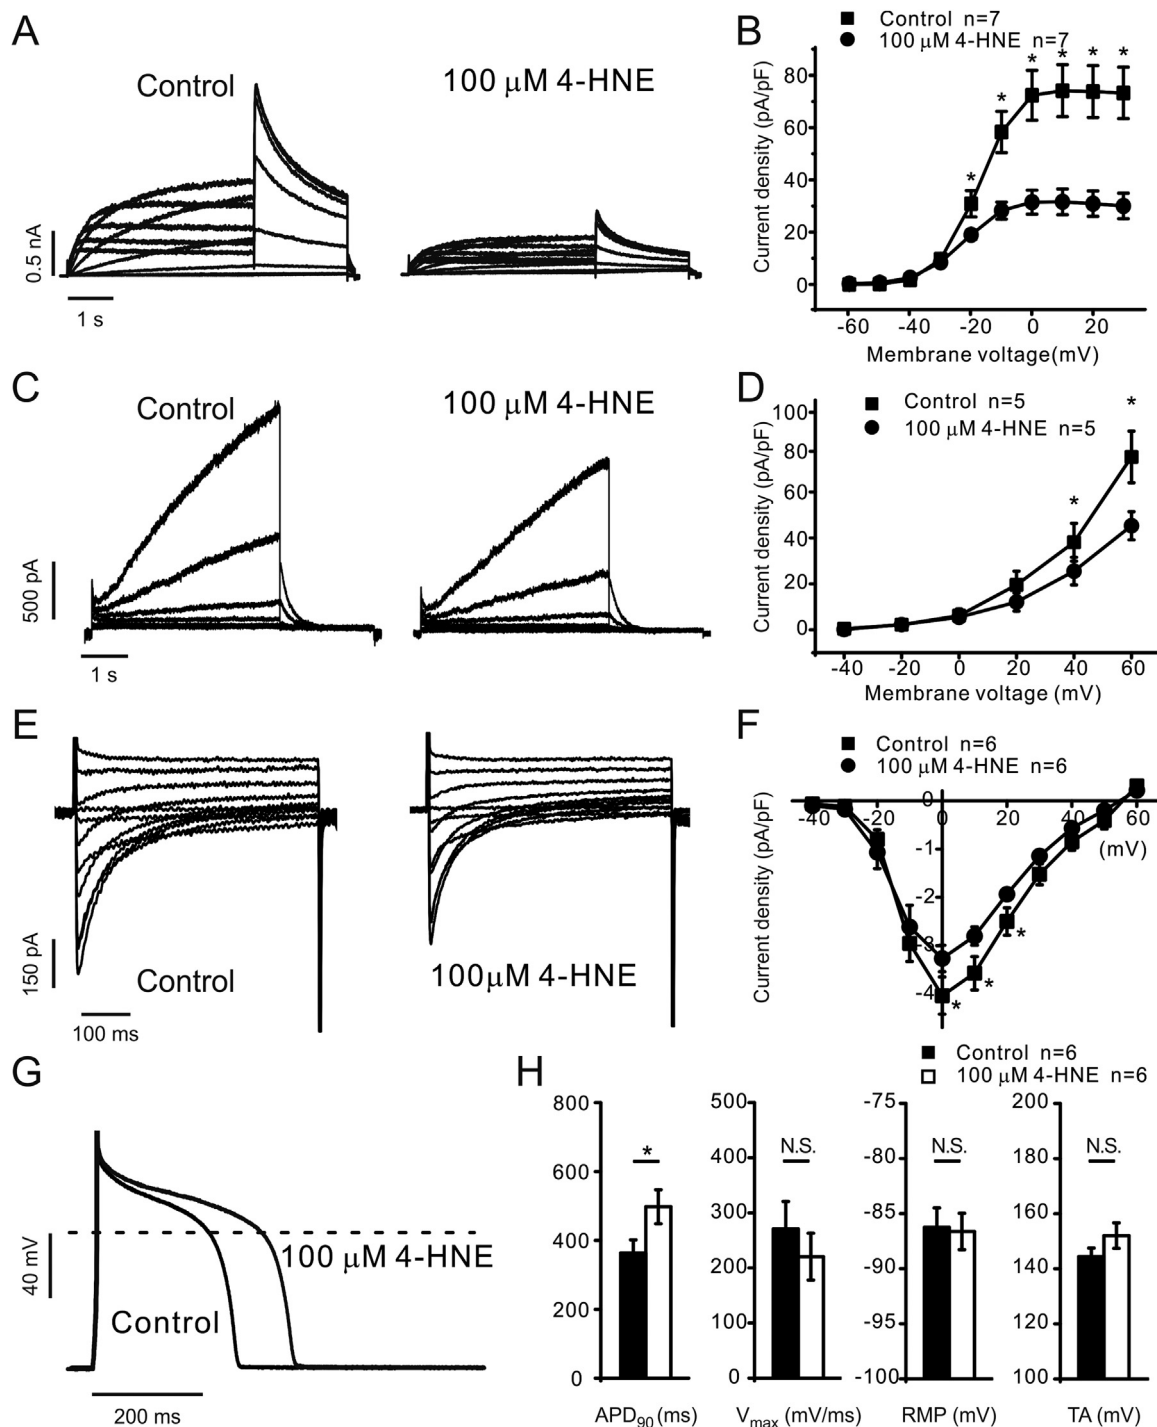 A
Control
100 μM 4-HNE
0.5 nA
1 s
B
Control n=7
100 μM 4-HNE n=7
Current density (pA/pF)
80
60
40
20
0
* * * * * *
-60 -40 -20 0 20
Membrane voltage(mV)
C
Control
100 μM 4-HNE
500 pA
1 s
D
Control n=5
100 μM 4-HNE n=5
Current density (pA/pF)
100
80
60
40
20
0
* *
-40 -20 0 20 40 60
Membrane voltage (mV)
E
Control
100μM 4-HNE
150 pA
100 ms
F
Control n=6
100 μM 4-HNE n=6
Current density (pA/pF)
-40 -20 0 20 40 60
(mV)
0
-1
-2
-3
-4
* * *
G
40 mV
100 μM 4-HNE
Control
200 ms
H
Control n=6
100 μM 4-HNE n=6
800
600
400
200
0
*
APD90 (ms)
500
400
300
200
100
0
N.S.
Vmax (mV/ms)
-75
-80
-85
-90
-95
-100
N.S.
RMP (mV)
200
180
160
140
120
100
N.S.
TA (mV)